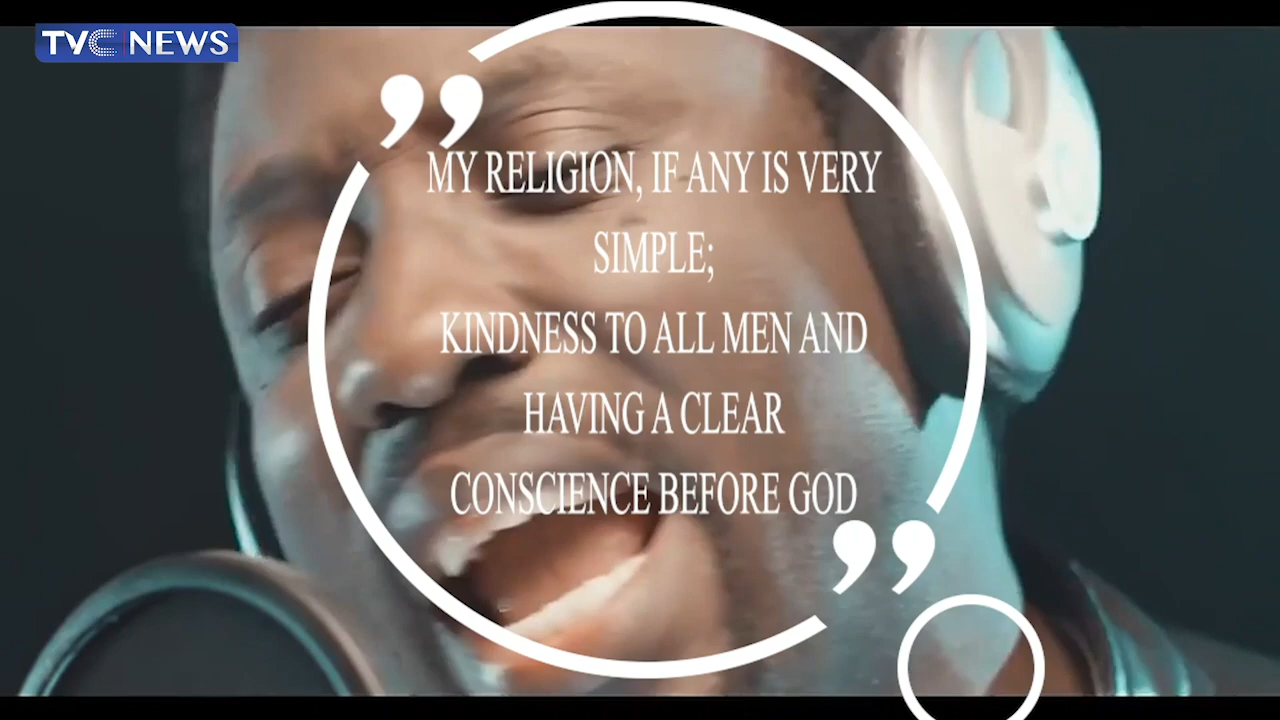 TVC NEWS
”
MY RELIGION, IF ANY IS VERY
SIMPLE;
KINDNESS TO ALL MEN AND
HAVING A CLEAR
CONSCIENCE BEFORE GOD
”